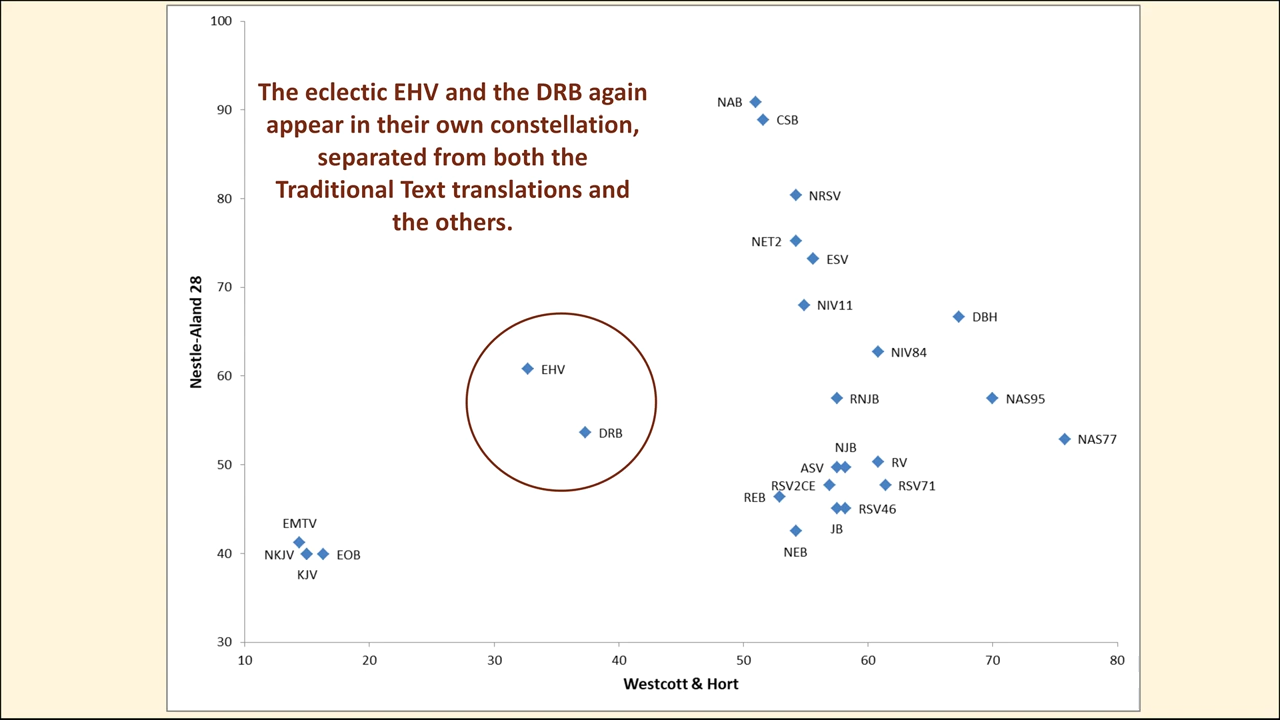 The eclectic EHV and the DRB again
appear in their own constellation,
separated from both the
Traditional Text translations and
the others.
Nestle-Aland 28
100
90
80
70
60
50
40
30
NAB
CSB
NRSV
NET2
ESV
NIV11
DBH
NIV84
EHV
RNJB
NAS95
DRB
NAS77
NJB
ASV
RV
RSV2CE
RSV71
REB
RSV46
JB
NEB
EMTV
NKJV
EOB
KJV
10 20 30 40 50 60 70 80
Westcott & Hort